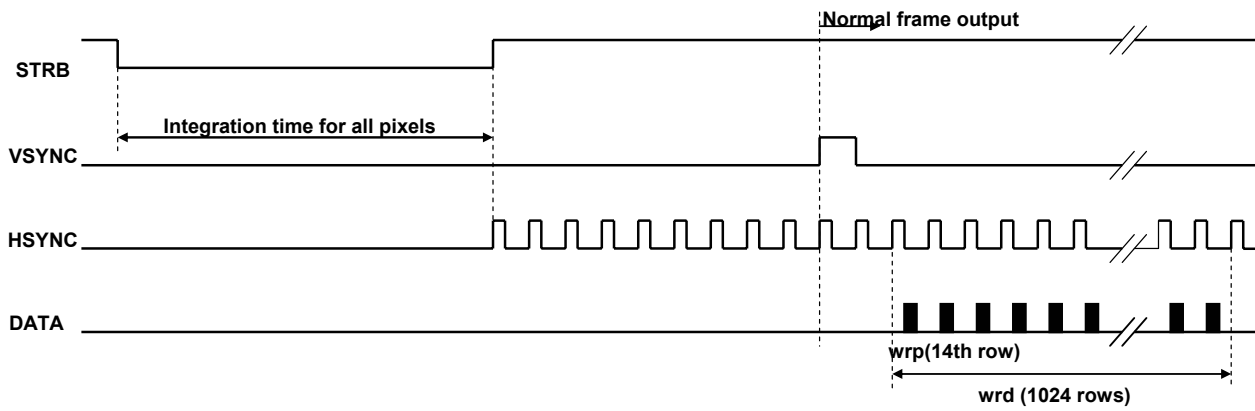 Normal frame output
STRB
Integration time for all pixels
VSYNC
HSYNC
DATA
wrp(14th row)
wrd (1024 rows)